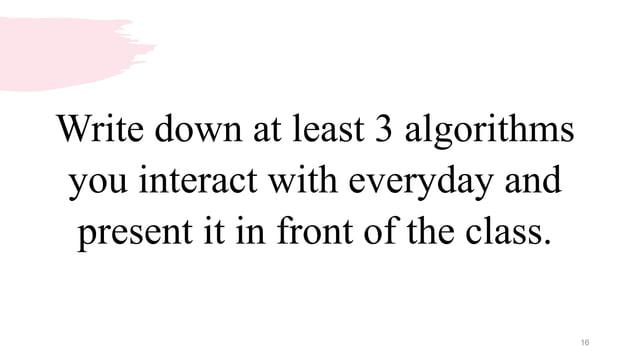 Write down at least 3 algorithms
you interact with everyday and
present it in front of the class.
16